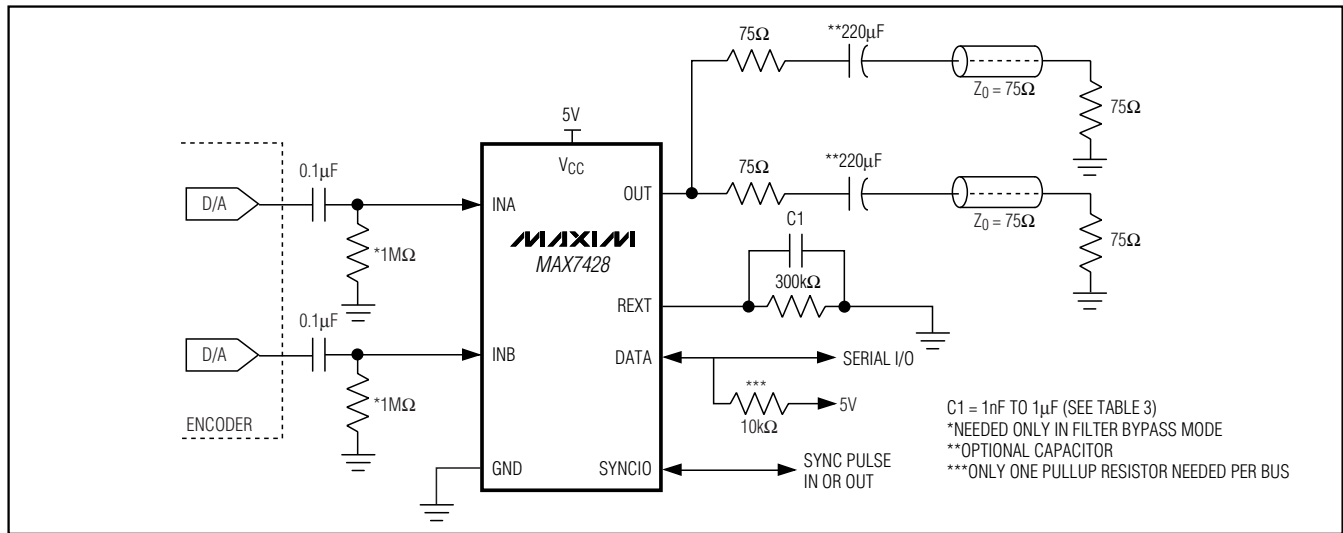 75Ω
**220μF
Z0 = 75Ω
75Ω
5V
VCC
75Ω
**220μF
Z0 = 75Ω
75Ω
0.1μF
D/A
INA
OUT
*1MΩ
MAXIM
MAX7428
C1
300kΩ
REXT
0.1μF
D/A
INB
DATA
SERIAL I/O
*1MΩ
***
10kΩ
5V
ENCODER
GND
SYNCIO
SYNC PULSE
IN OR OUT
C1 = 1nF TO 1μF (SEE TABLE 3)
*NEEDED ONLY IN FILTER BYPASS MODE
**OPTIONAL CAPACITOR
***ONLY ONE PULLUP RESISTOR NEEDED PER BUS